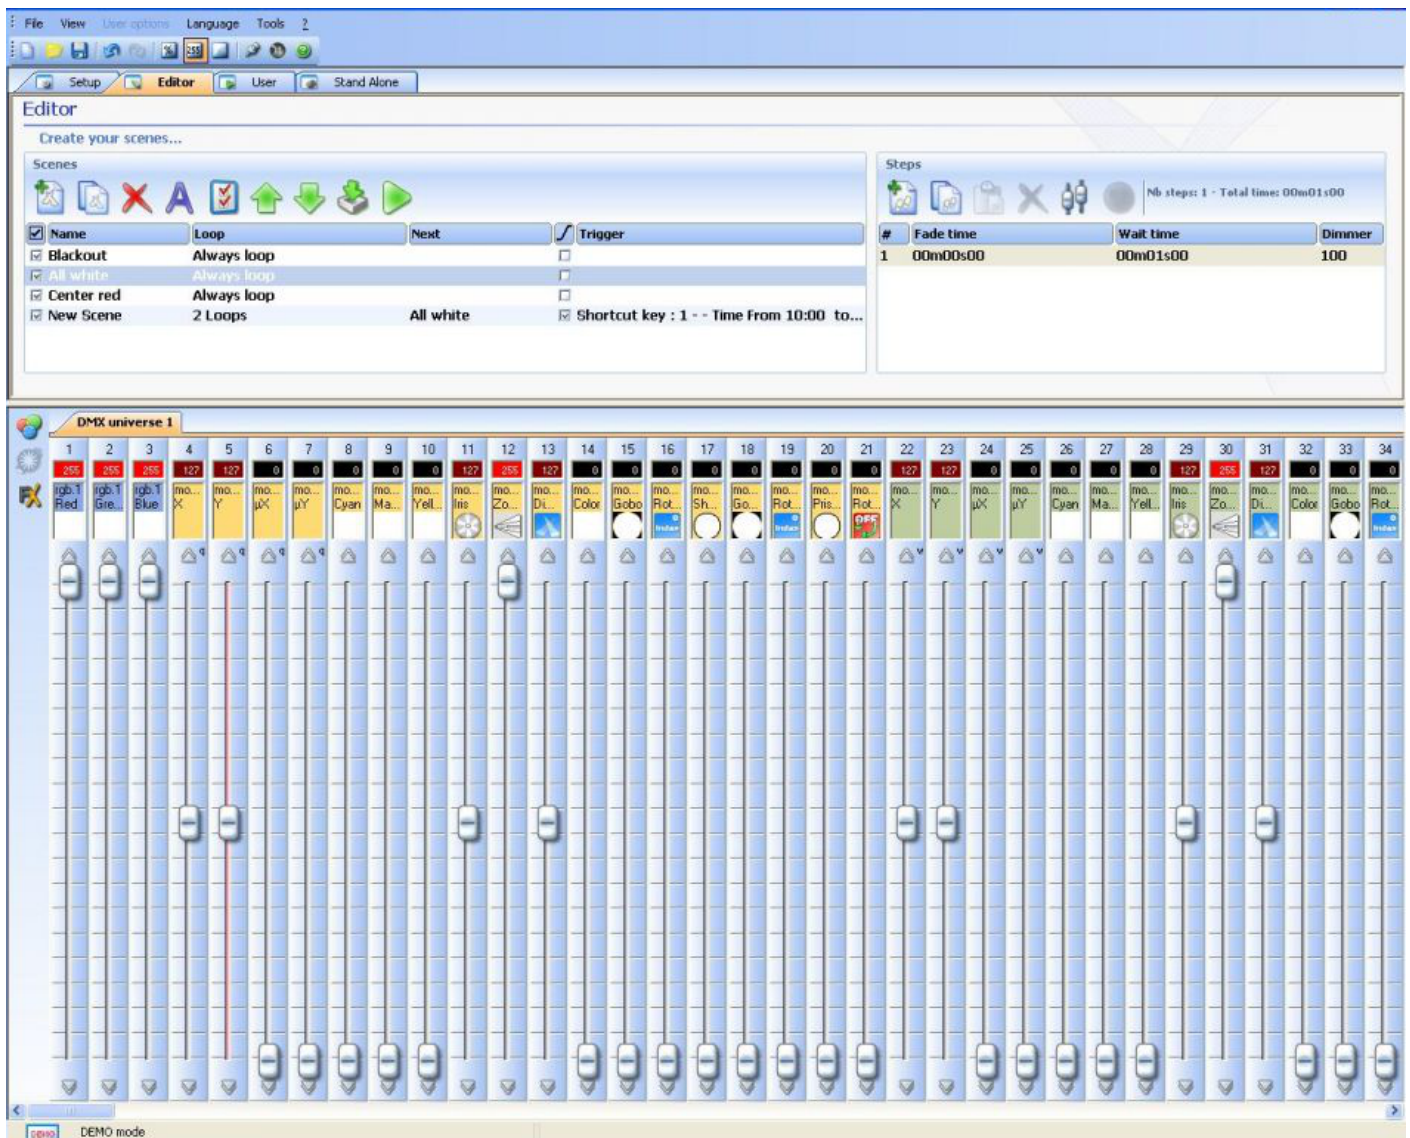 File View User options Language Tools ?
% 255
Setup Editor User Stand Alone
Editor
Create your scenes...
Scenes
Steps
Nb steps: 1 - Total time: 00m01s00
Name Loop Next Trigger
# Fade time Wait time Dimmer
Blackout Always loop
1 00m00s00 00m01s00 100
All white Always loop
Center red Always loop
New Scene 2 Loops All white Shortcut key : 1 - - Time From 10:00 to...
DMX universe 1
1 2 3 4 5 6 7 8 9 10 11 12 13 14 15 16 17 18 19 20 21 22 23 24 25 26 27 28 29 30 31 32 33 34
255 255 255 127 127 0 0 0 0 0 127 255 127 0 0 0 0 0 0 0 0 127 127 0 0 0 0 0 127 255 127 0 0 0
rgb.1 rgb.1 rgb.1 mo... mo... mo... mo... mo... mo... mo... mo... mo... mo... mo... mo... mo... mo... mo... mo... mo... mo... mo... mo... mo... mo... mo... mo... mo... mo... mo... mo... mo... mo... mo...
Red Gre... Blue X Y µX µY Cyan Ma... Yell... Iris Zo... Di... Color Gobo Rot... Sh... Go... Rot... Pris... Rot... X Y µX µY Cyan Ma... Yell... Iris Zo... Di... Color Gobo Rot...
FX
Index Index OFF Index
DEMO DEMO mode